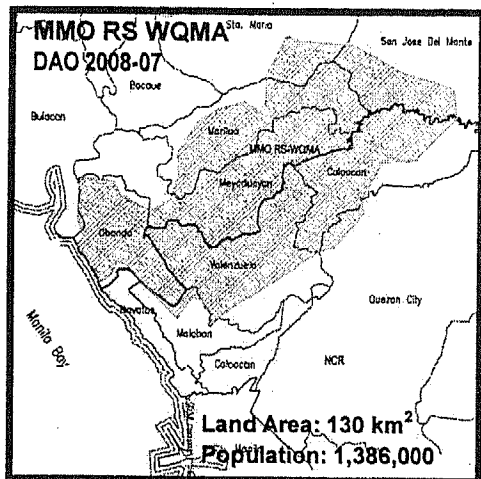 MMO RS WQMA
Sta. Maria
DAO 2008-07
San Jose Del Monte
Bocaue
Bulacan
Marilao
MMO RS-WQMA
Meycauayan
Caloocan
Obando
Valenzuela
Navotas
Quezon City
Malabon
Manila Bay
Caloocan
NCR
Land Area: 130 km²
Population: 1,386,000